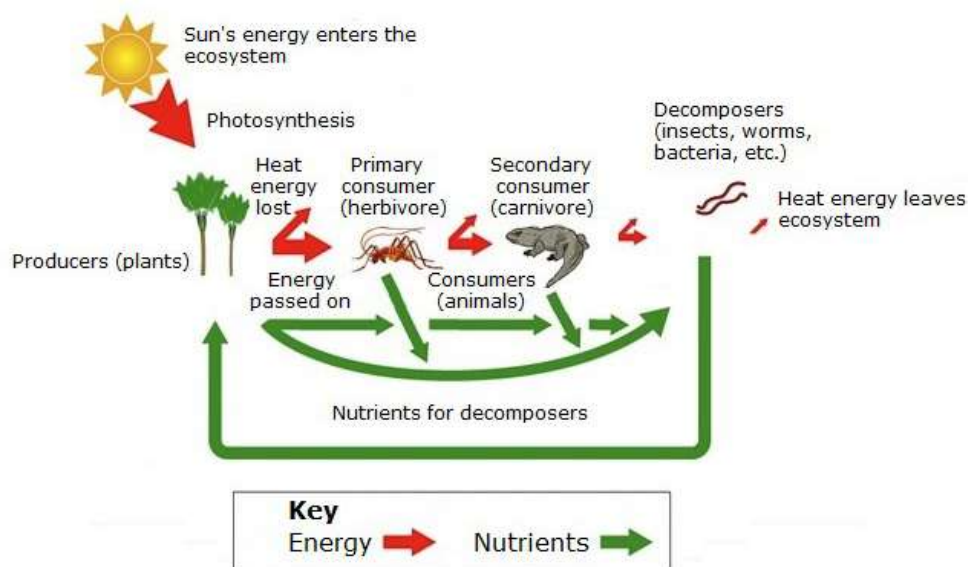 Sun's energy enters the
ecosystem
Photosynthesis
Decomposers
(insects, worms,
bacteria, etc.)
Heat
energy
lost
Primary
consumer
(herbivore)
Secondary
consumer
(carnivore)
Heat energy leaves
ecosystem
Producers (plants)
Energy
passed on
Consumers
(animals)
Nutrients for decomposers
Key
Energy
Nutrients